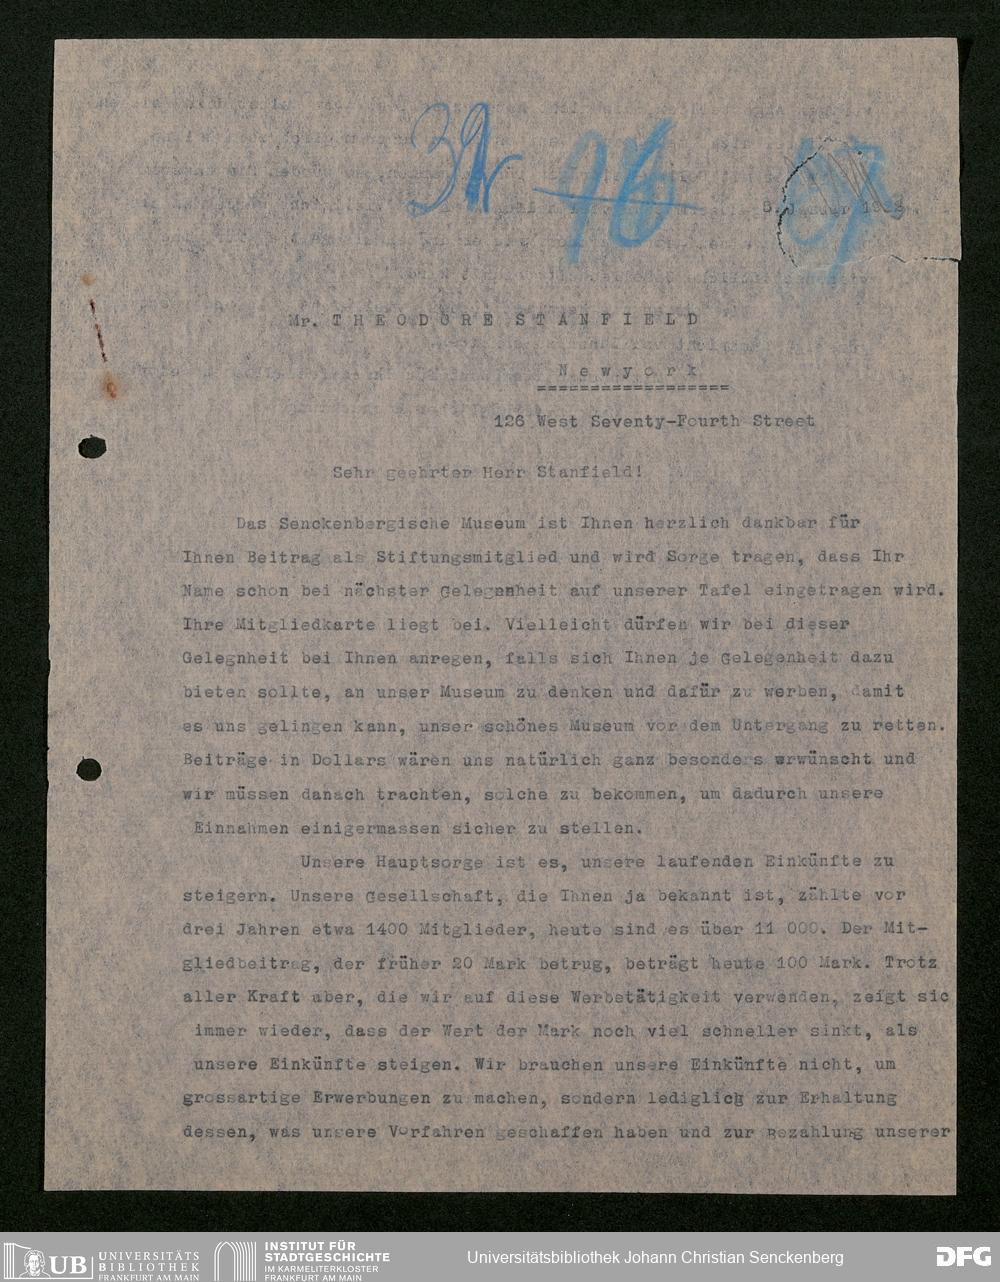 Mr. THEODORE STANFIELD
Newyork
===================
126 West Seventy-Fourth Street
Sehr geehrter Herr Stanfield!
Das Senckenbergische Museum ist Ihnen herzlich dankbar für
Ihnen Beitrag als Stiftungsmitglied und wird Sorge tragen, dass Ihr
Name schon bei nächster Gelegenheit auf unserer Tafel eingetragen wird.
Ihre Mitgliedkarte liegt bei. Vielleicht dürfen wir bei dieser
Gelegnheit bei Ihnen anregen, falls sich Ihnen je Gelegenheit dazu
bieten sollte, an unser Museum zu denken und dafür zu werben, damit
es uns gelingen kann, unser schönes Museum vor dem Untergang zu retten.
Beiträge in Dollars wären uns natürlich ganz besonders erwünscht und
wir müssen danach trachten, solche zu bekommen, um dadurch unsere
Einnahmen einigermassen sicher zu stellen.
Unsere Hauptsorge ist es, unsere laufenden Einkünfte zu
steigern. Unsere Gesellschaft, die Ihnen ja bekannt ist, zählte vor
drei Jahren etwa 1400 Mitglieder, heute sind es über 11 000. Der Mit-
gliedbeitrag, der früher 20 Mark betrug, beträgt heute 100 Mark. Trotz
aller Kraft aber, die wir auf diese Werbetätigkeit verwenden, zeigt sic
immer wieder, dass der Wert der Mark noch viel schneller sinkt, als
unsere Einkünfte steigen. Wir brauchen unsere Einkünfte nicht, um
grossartige Erwerbungen zu machen, sondern lediglich zur Erhaltung
dessen, was unsere Vorfahren geschaffen haben und zur Bezahlung unserer
UB UNIVERSITÄTS
BIBLIOTHEK
FRANKFURT AM MAIN
INSTITUT FÜR
STADTGESCHICHTE
IM KARMELITERKLOSTER
FRANKFURT AM MAIN
Universitätsbibliothek Johann Christian Senckenberg
DFG